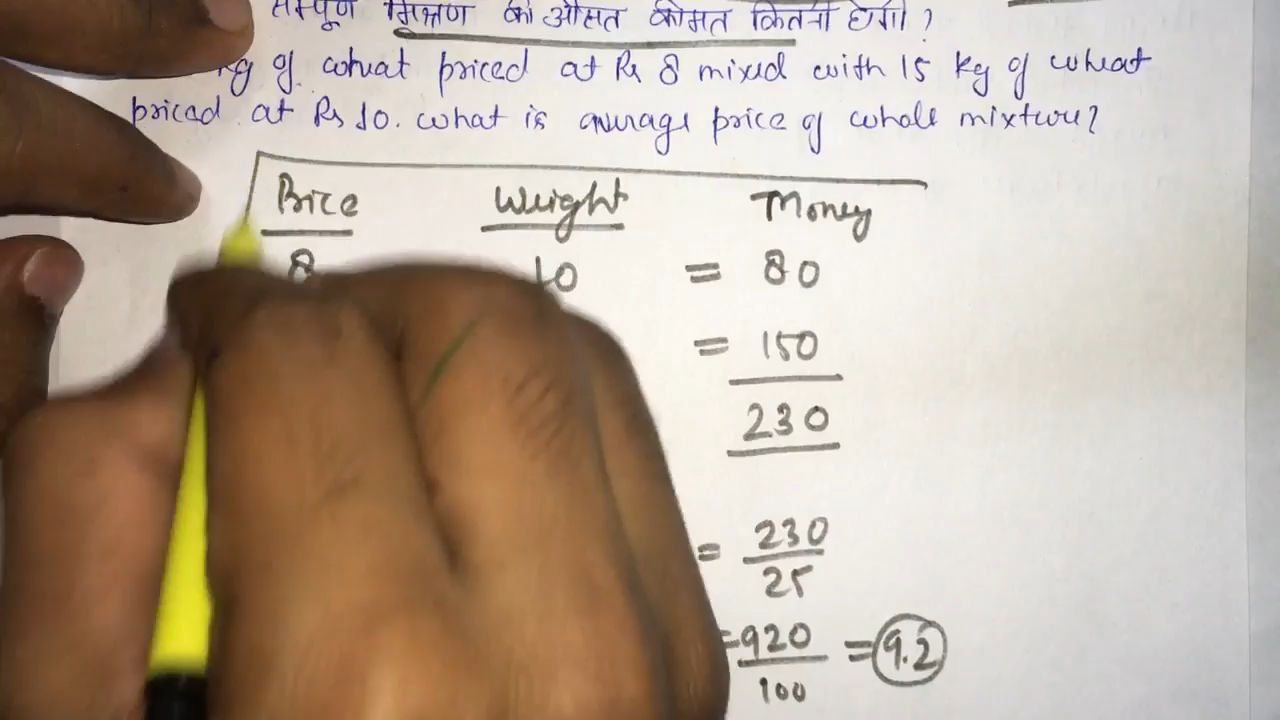 सम्पूर्ण मिश्रण की औसत कीमत कितनी होगी ?
kg of wheat priced at Rs 8 mixed with 15 kg of wheat
priced at Rs 10. what is average price of whole mixture?
Price Weight Money
8 10 = 80
= 150
230
= 230/25
= 920/100 = 9.2